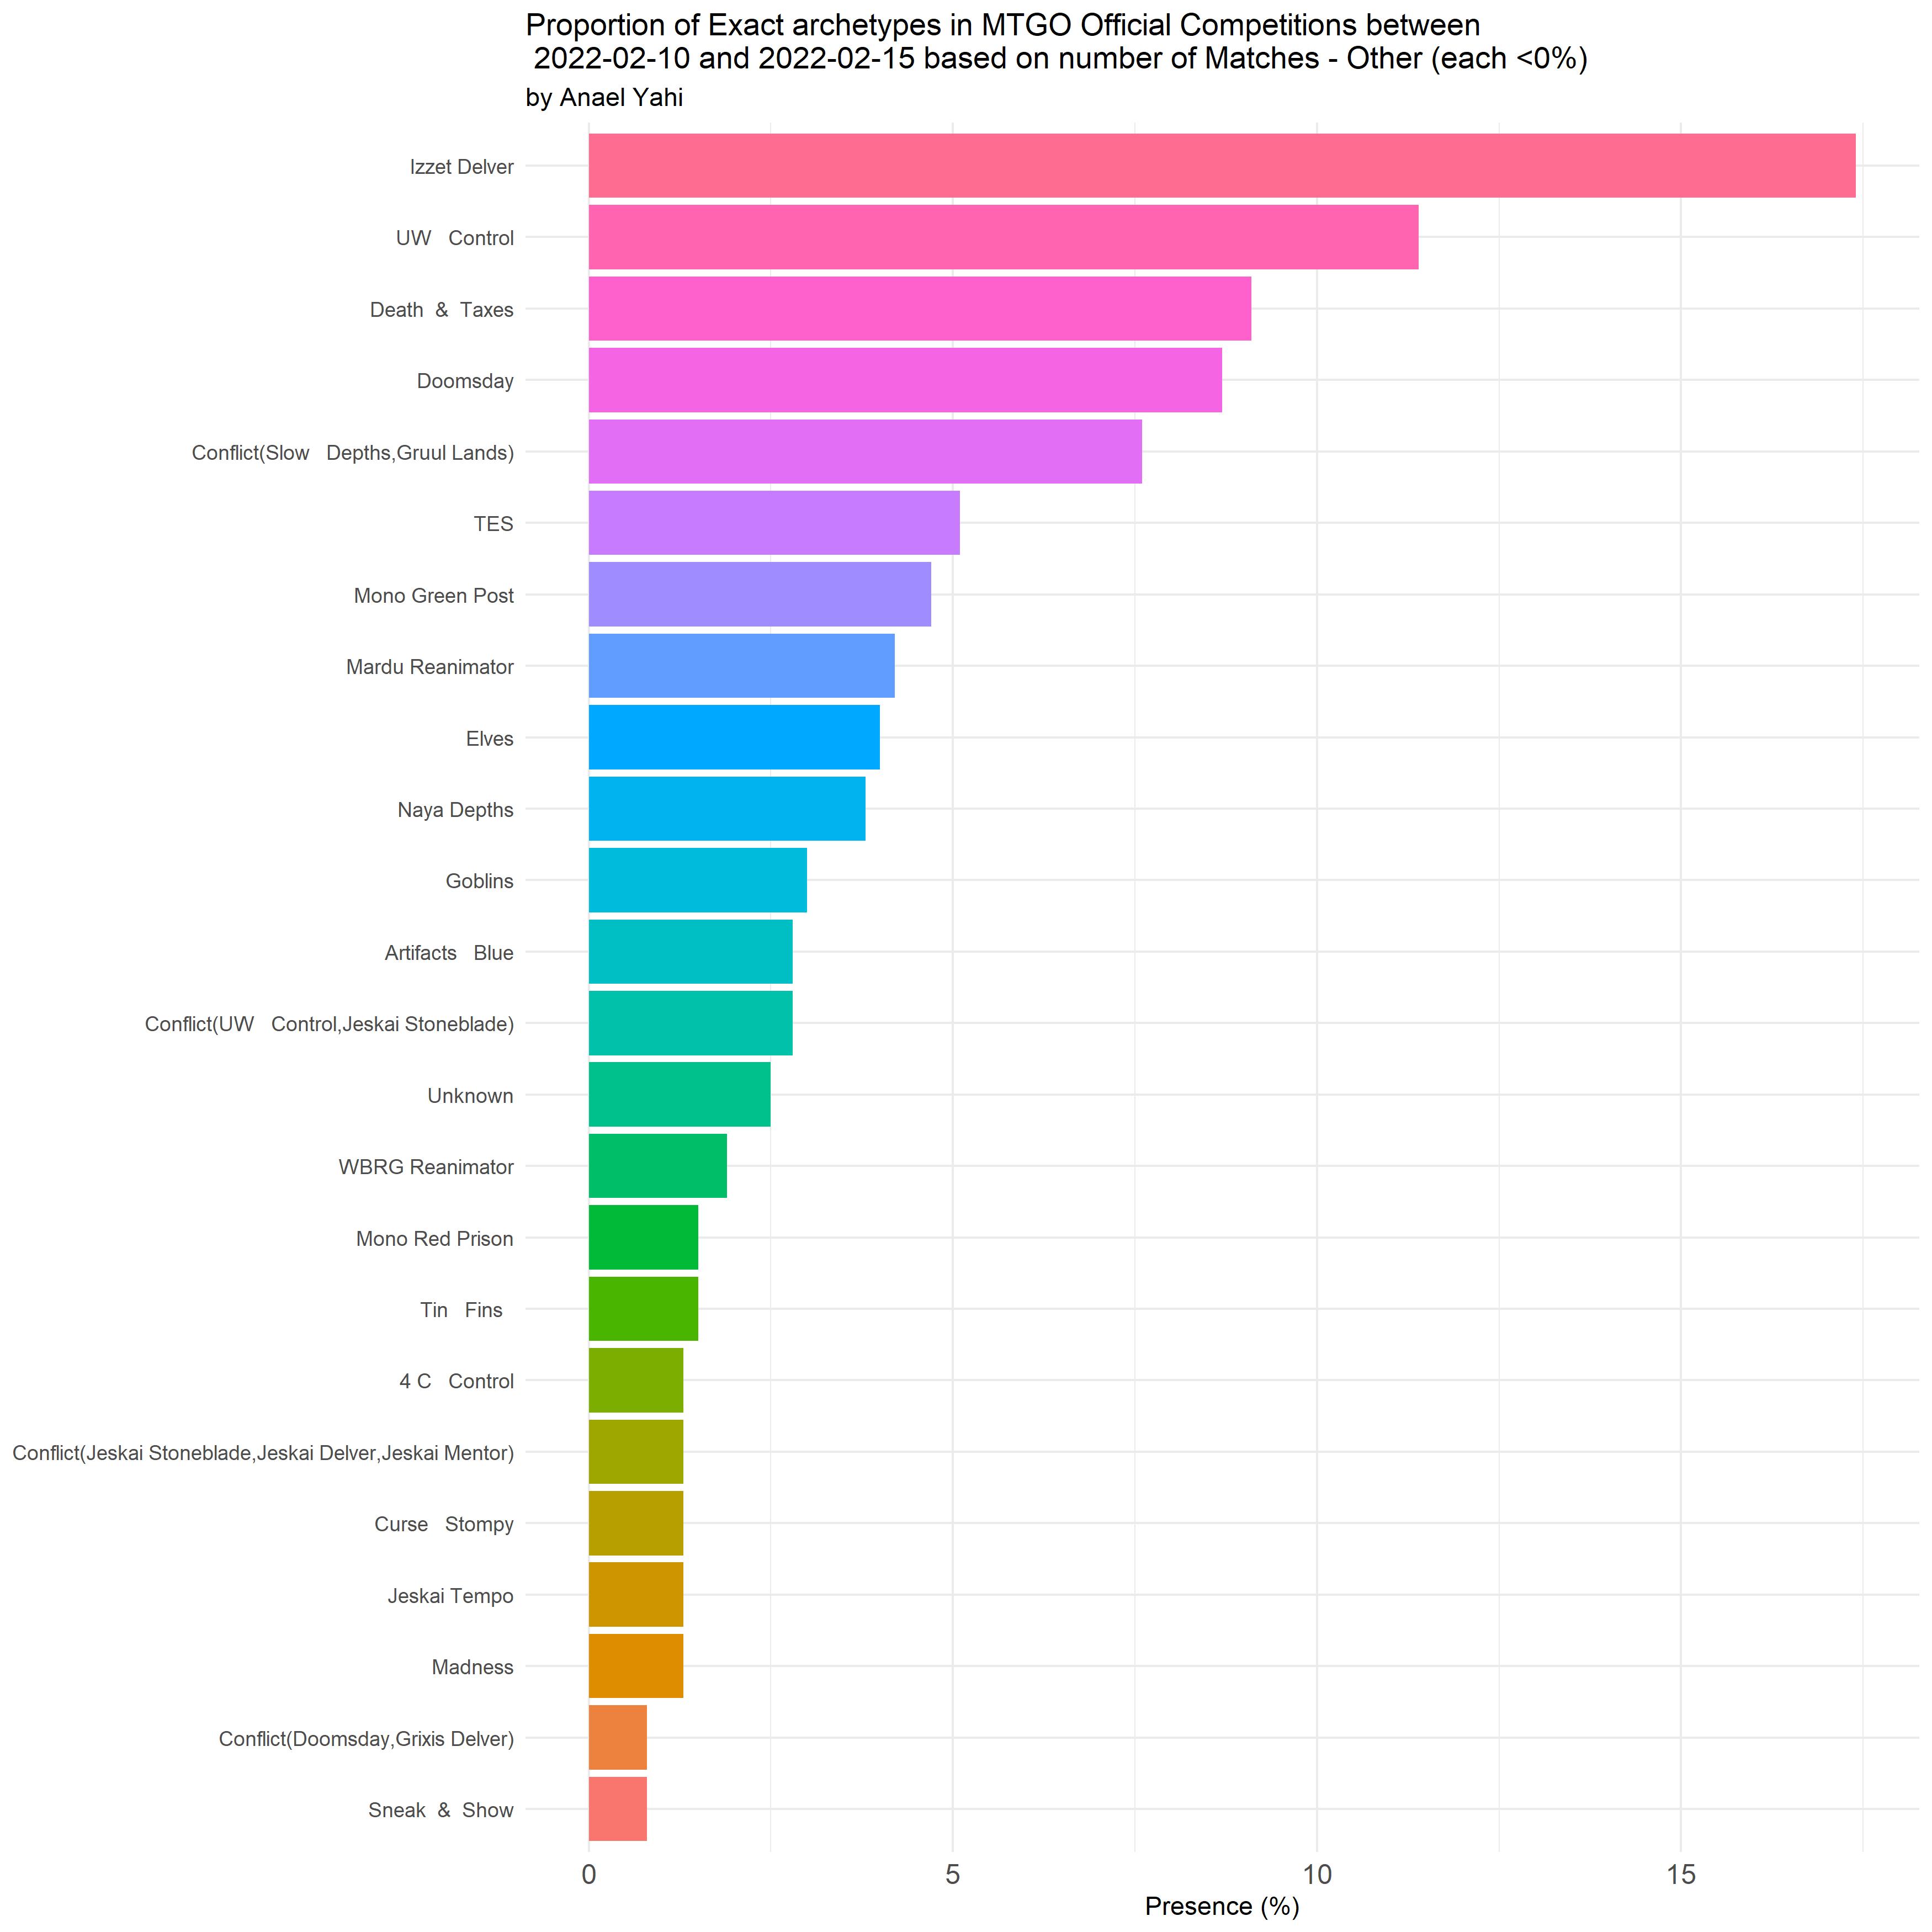 Proportion of Exact archetypes in MTGO Official Competitions between
2022-02-10 and 2022-02-15 based on number of Matches - Other (each <0%)
by Anael Yahi
Izzet Delver
UW   Control
Death  &  Taxes
Doomsday
Conflict(Slow   Depths,Gruul Lands)
TES
Mono Green Post
Mardu Reanimator
Elves
Naya Depths
Goblins
Artifacts   Blue
Conflict(UW   Control,Jeskai Stoneblade)
Unknown
WBRG Reanimator
Mono Red Prison
Tin   Fins
4 C   Control
Conflict(Jeskai Stoneblade,Jeskai Delver,Jeskai Mentor)
Curse   Stompy
Jeskai Tempo
Madness
Conflict(Doomsday,Grixis Delver)
Sneak  &  Show
0 5 10 15
Presence (%)